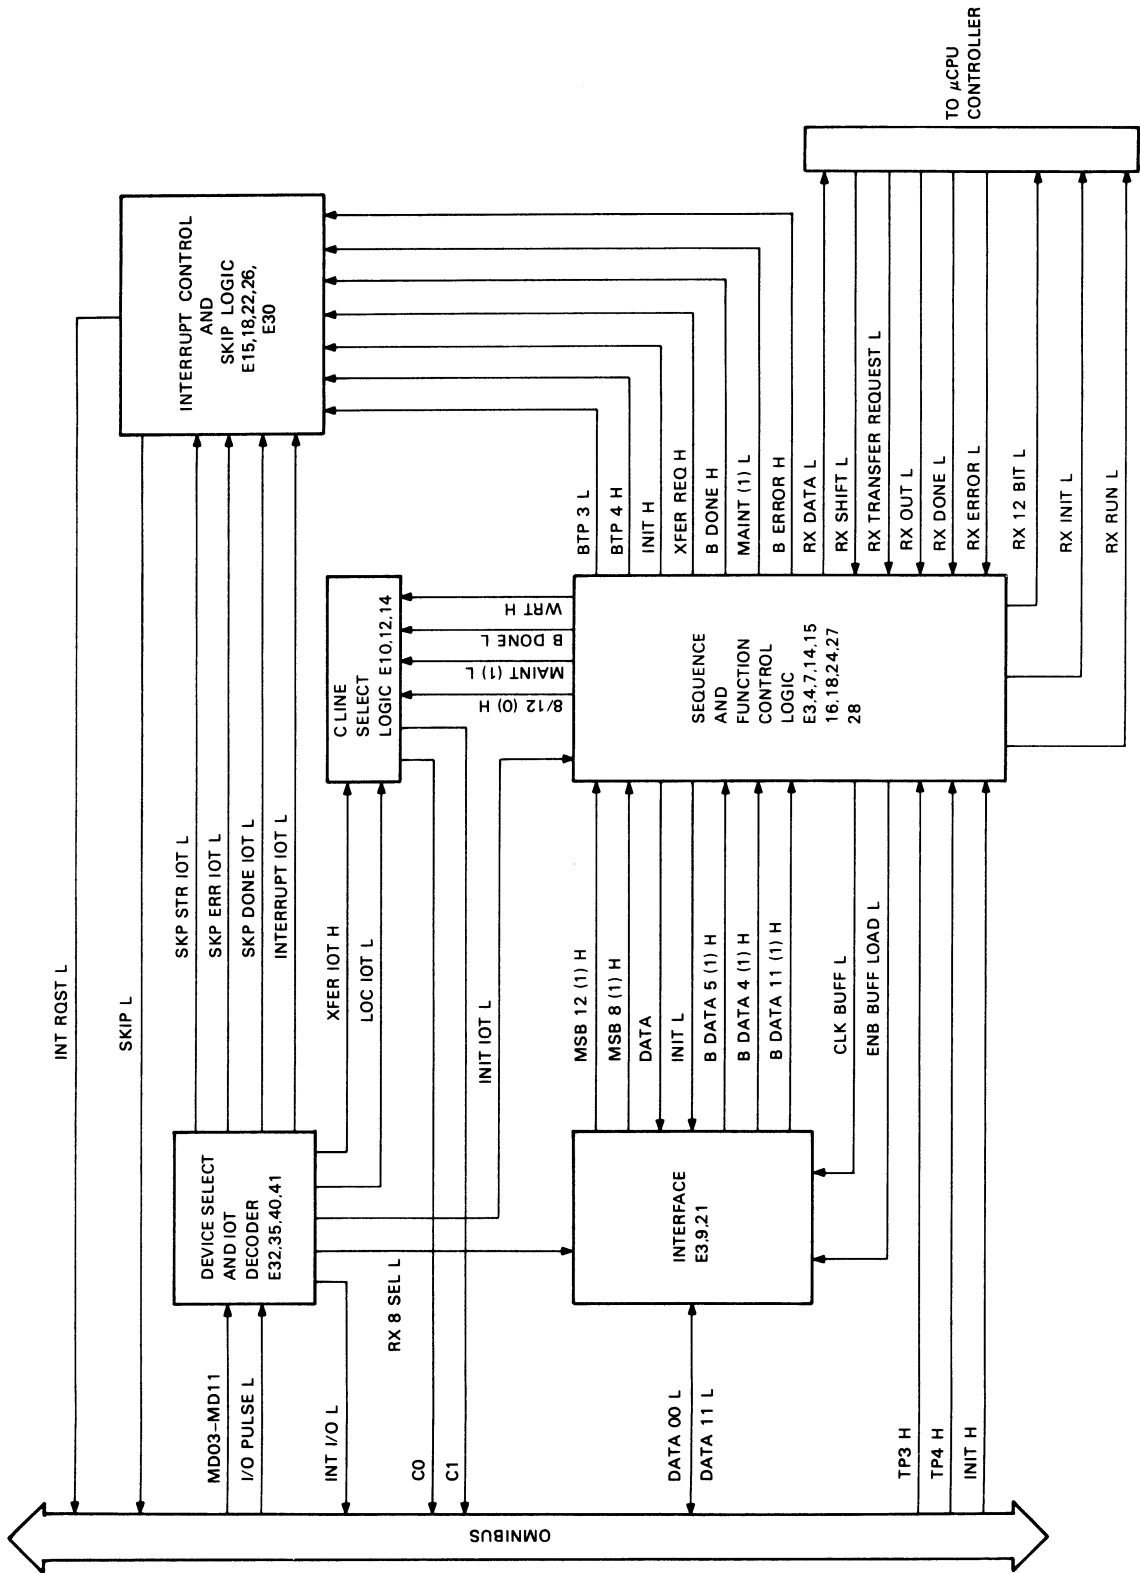 OMNIBUS
INT RQST L
SKIP L
MD03–MD11
I/O PULSE L
INT I/O L
C0
C1
DATA 00 L
DATA 11 L
TP3 H
TP4 H
INIT H
DEVICE SELECT
AND IOT
DECODER
E32,35,40,41
RX 8 SEL L
INTERFACE
E3,9,21
SKP STR IOT L
SKP ERR IOT L
SKP DONE IOT L
INTERRUPT IOT L
XFER IOT H
LOC IOT L
INIT IOT L
MSB 12 (1) H
MSB 8 (1) H
DATA
INIT L
B DATA 5 (1) H
B DATA 4 (1) H
B DATA 11 (1) H
CLK BUFF L
ENB BUFF LOAD L
C LINE
SELECT
LOGIC E10,12,14
8/12 (0) H
MAINT (1) L
B DONE L
WRT H
SEQUENCE
AND
FUNCTION
CONTROL
LOGIC
E3,4,7,14,15
16,18,24,27
28
INTERRUPT CONTROL
AND
SKIP LOGIC
E15,18,22,26,
E30
BTP 3 L
BTP 4 H
INIT H
XFER REQ H
B DONE H
MAINT (1) L
B ERROR H
RX DATA L
RX SHIFT L
RX TRANSFER REQUEST L
RX OUT L
RX DONE L
RX ERROR L
RX 12 BIT L
RX INIT L
RX RUN L
TO μCPU
CONTROLLER